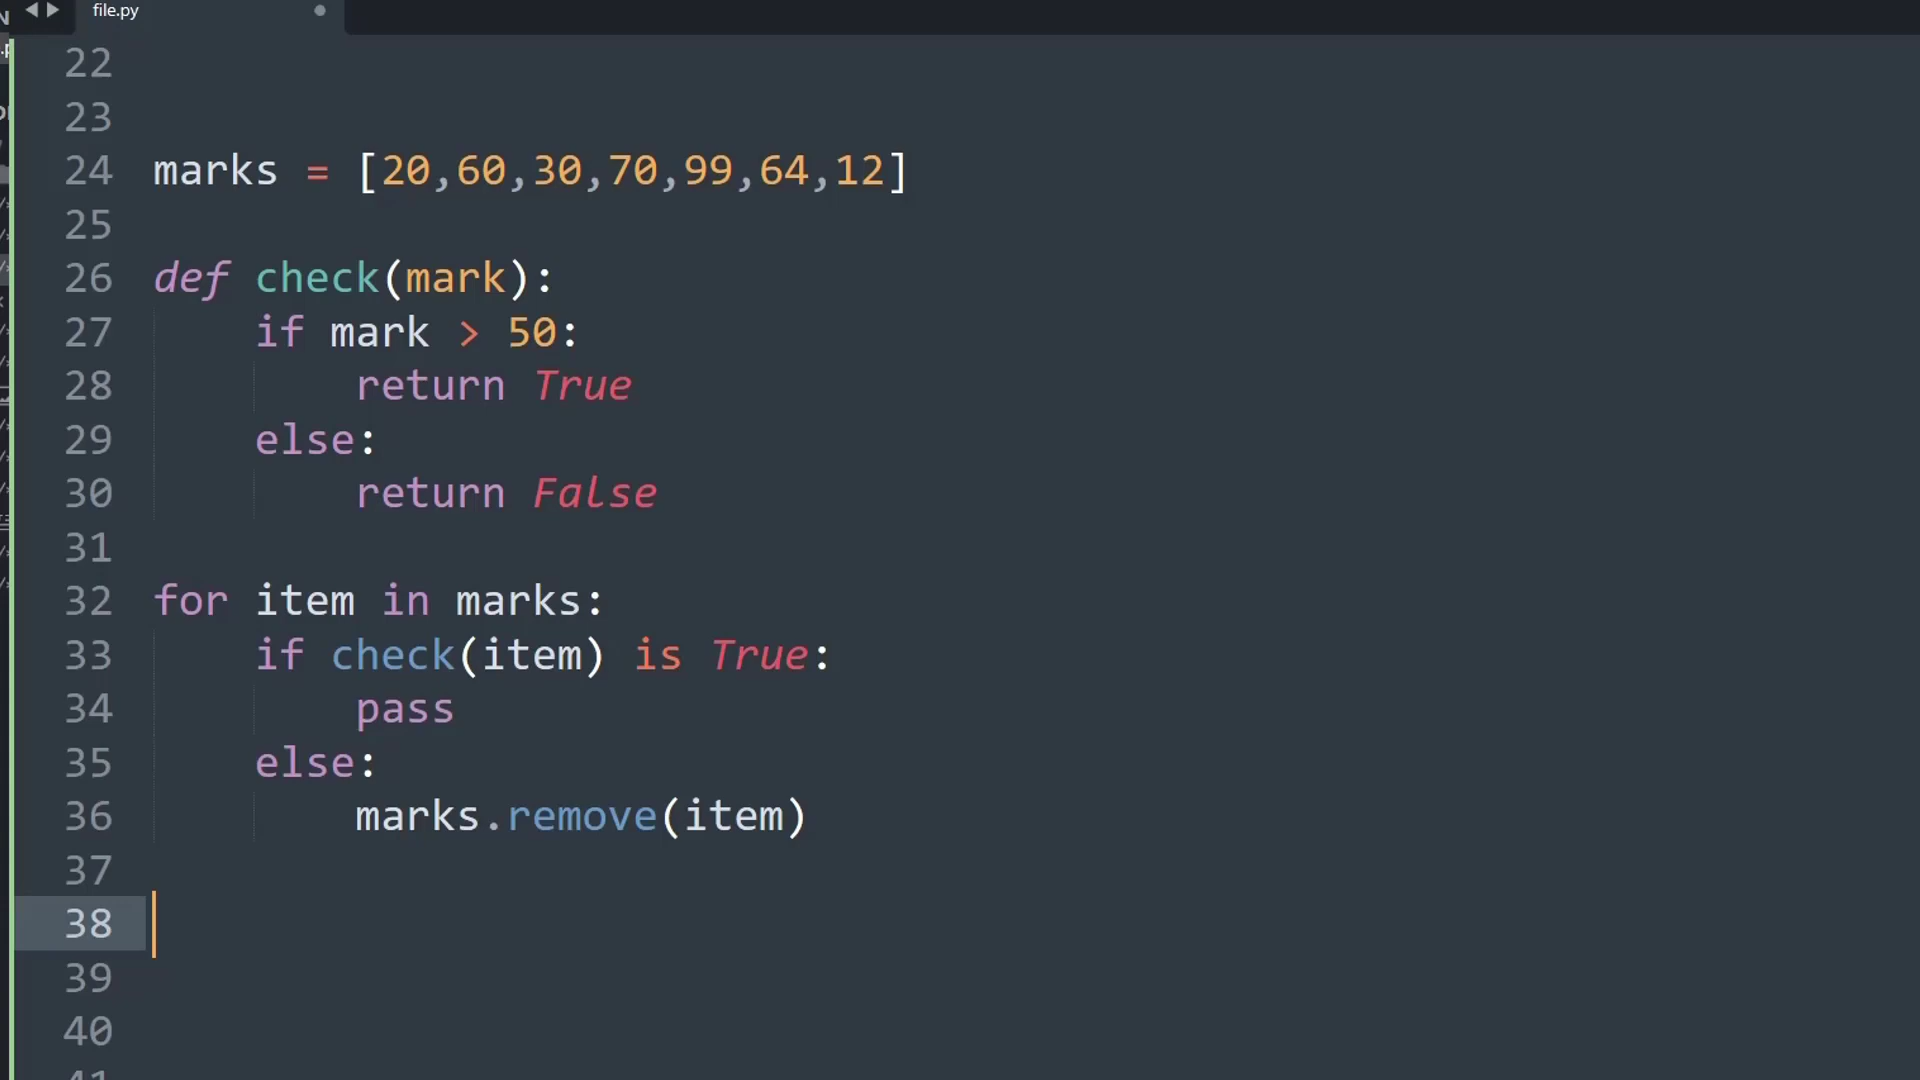 file.py
22
23
24 marks = [20,60,30,70,99,64,12]
25
26 def check(mark):
27     if mark > 50:
28         return True
29     else:
30         return False
31
32 for item in marks:
33     if check(item) is True:
34         pass
35     else:
36         marks.remove(item)
37
38
39
40